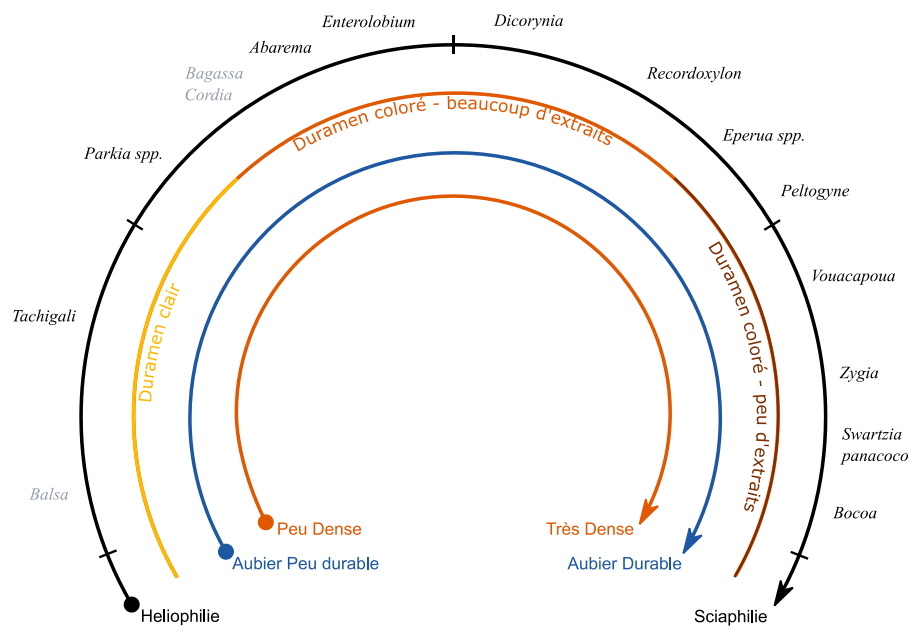 Enterolobium
Dicorynia
Abarema
Bagassa
Cordia
Recordoxylon
Parkia spp.
Eperua spp.
Peltogyne
Duramen coloré - beaucoup d'extraits
Tachigali
Vouacapoua
Duramen clair
Duramen coloré - peu d'extraits
Zygia
Swartzia
panacoco
Balsa
Bocoa
Peu Dense
Très Dense
Aubier Peu durable
Aubier Durable
Heliophilie
Sciaphilie